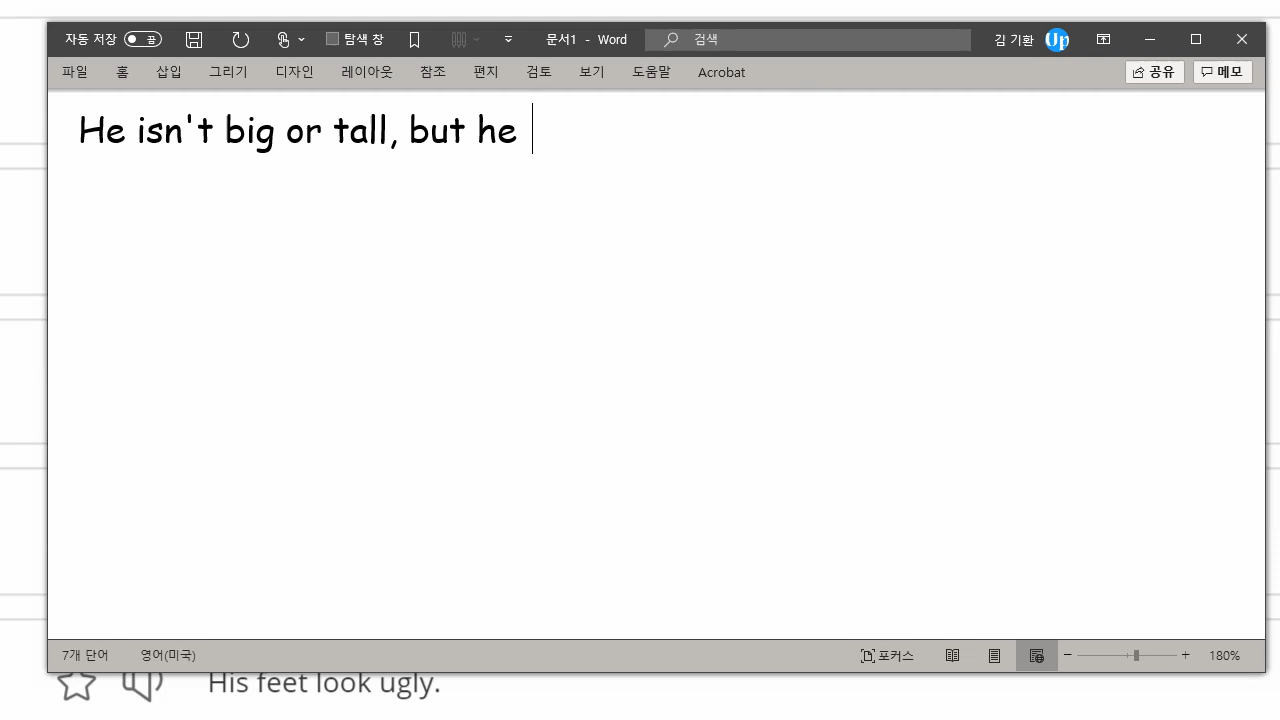 자동 저장 끔 탐색 창 문서1 - Word 검색 김 기환 Up
파일 홈 삽입 그리기 디자인 레이아웃 참조 편지 검토 보기 도움말 Acrobat 공유 메모
He isn't big or tall, but he
7개 단어 영어(미국) 포커스 180%
His feet look ugly.